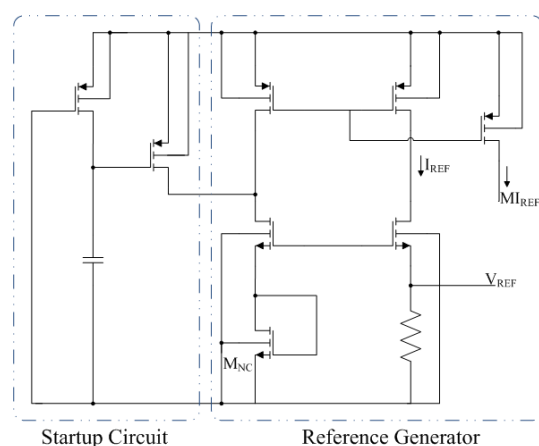 I_REF
MI_REF
V_REF
M_NC
Startup Circuit
Reference Generator